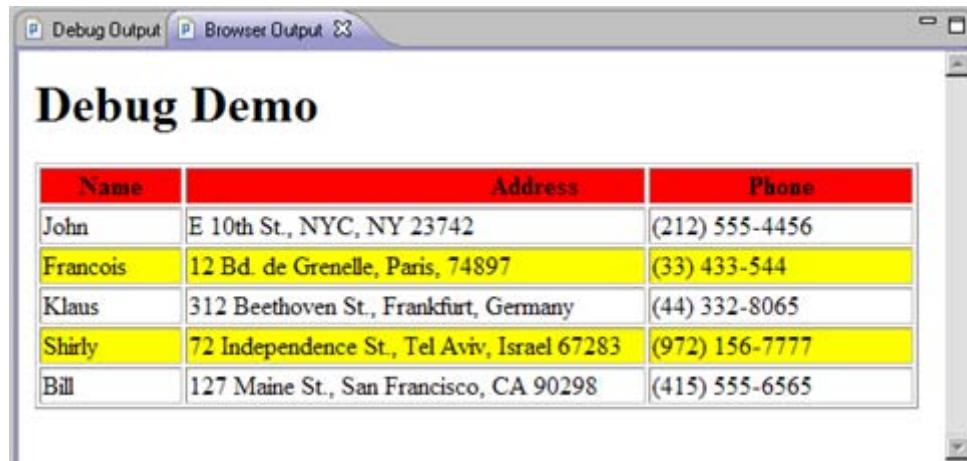 Debug Output Browser Output
Debug Demo
Name Address Phone
John E 10th St., NYC, NY 23742 (212) 555-4456
Francois 12 Bd. de Grenelle, Paris, 74897 (33) 433-544
Klaus 312 Beethoven St., Frankfurt, Germany (44) 332-8065
Shirly 72 Independence St., Tel Aviv, Israel 67283 (972) 156-7777
Bill 127 Maine St., San Francisco, CA 90298 (415) 555-6565